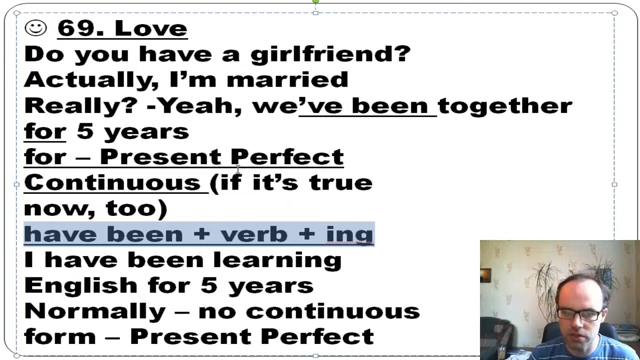 ☺ 69. Love
Do you have a girlfriend?
Actually, I'm married
Really? -Yeah, we've been together
for 5 years
for – Present Perfect
Continuous (if it's true
now, too)
have been + verb + ing
I have been learning
English for 5 years
Normally – no continuous
form – Present Perfect